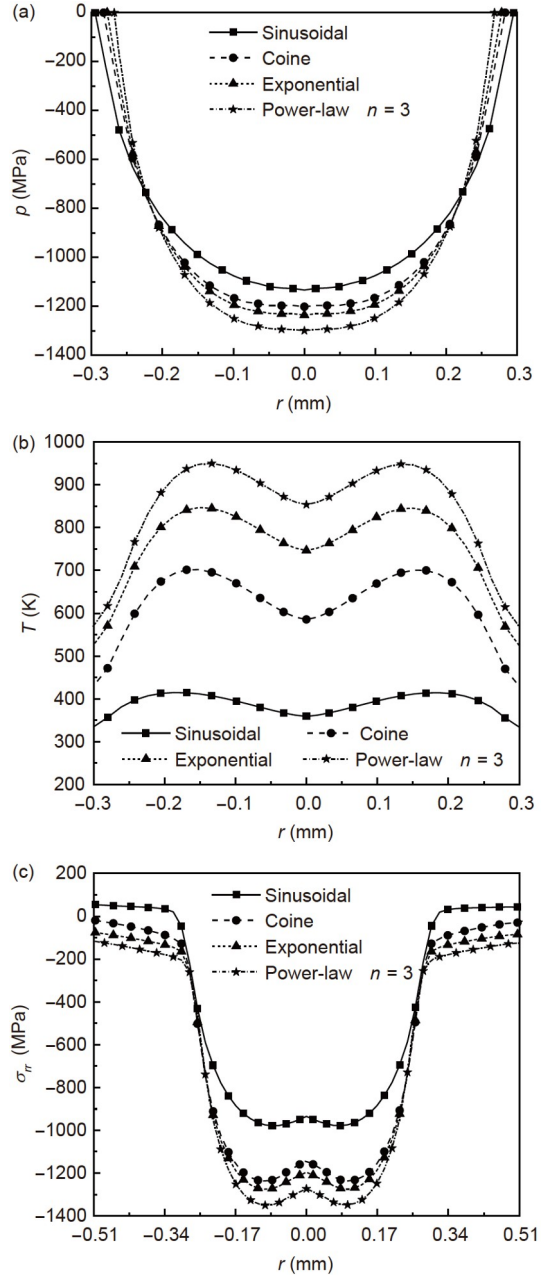 (a)
0
−200
−400
−600
−800
−1000
−1200
−1400
p (MPa)
Sinusoidal
Coine
Exponential
Power-law n = 3
−0.3 −0.2 −0.1 0.0 0.1 0.2 0.3
r (mm)
(b)
1000
900
800
700
600
500
400
300
200
T (K)
Sinusoidal Coine
Exponential Power-law n = 3
−0.3 −0.2 −0.1 0.0 0.1 0.2 0.3
r (mm)
(c)
200
0
−200
−400
−600
−800
−1000
−1200
−1400
σrr (MPa)
Sinusoidal
Coine
Exponential
Power-law n = 3
−0.51 −0.34 −0.17 0.00 0.17 0.34 0.51
r (mm)